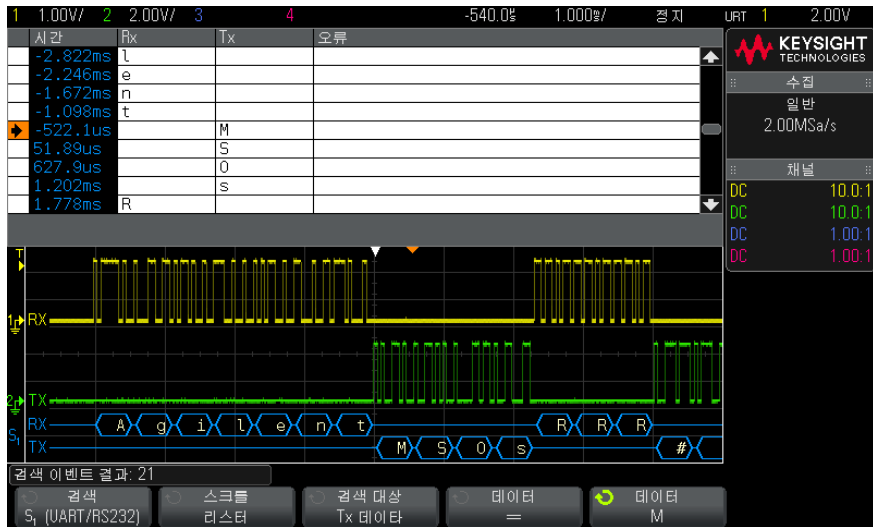 1 1.00V/ 2 2.00V/ 3 4 -540.0㎲ 1.000㎳/ 정지 URT 1 2.00V
시간 Rx Tx 오류
-2.822ms l
-2.246ms e
-1.672ms n
-1.098ms t
-522.1us M
51.89us S
627.9us O
1.202ms s
1.778ms R
KEYSIGHT
TECHNOLOGIES
수집
일반
2.00MSa/s
채널
DC 10.0:1
DC 10.0:1
DC 1.00:1
DC 1.00:1
T
1 RX
2 TX
S1 RX A g i l e n t R R R
TX M S O s #
검색 이벤트 결과: 21
검색 스크롤 검색 대상 데이터 데이터
S1 (UART/RS232) 리스터 Tx 데이타 = M